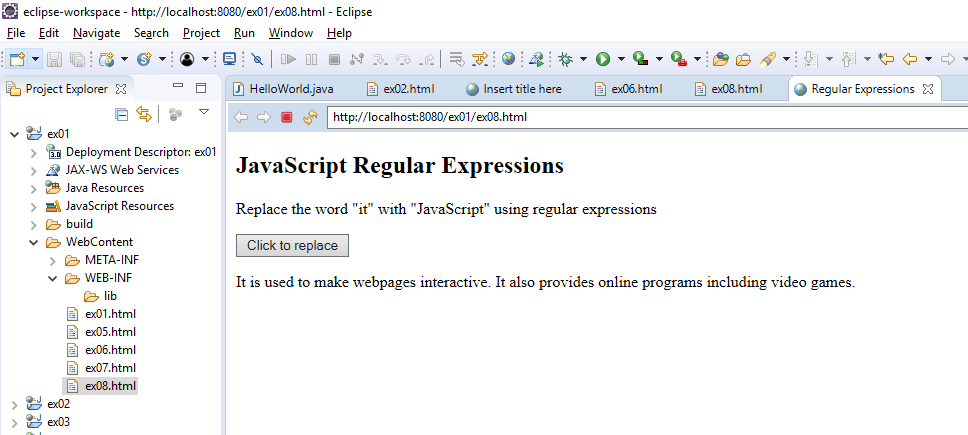 eclipse-workspace - http://localhost:8080/ex01/ex08.html - Eclipse
File Edit Navigate Search Project Run Window Help
Project Explorer
HelloWorld.java ex02.html Insert title here ex06.html ex08.html Regular Expressions
http://localhost:8080/ex01/ex08.html
ex01
3.0 Deployment Descriptor: ex01
JAX-WS Web Services
Java Resources
JavaScript Resources
build
WebContent
META-INF
WEB-INF
lib
ex01.html
ex05.html
ex06.html
ex07.html
ex08.html
ex02
ex03
JavaScript Regular Expressions
Replace the word "it" with "JavaScript" using regular expressions
Click to replace
It is used to make webpages interactive. It also provides online programs including video games.